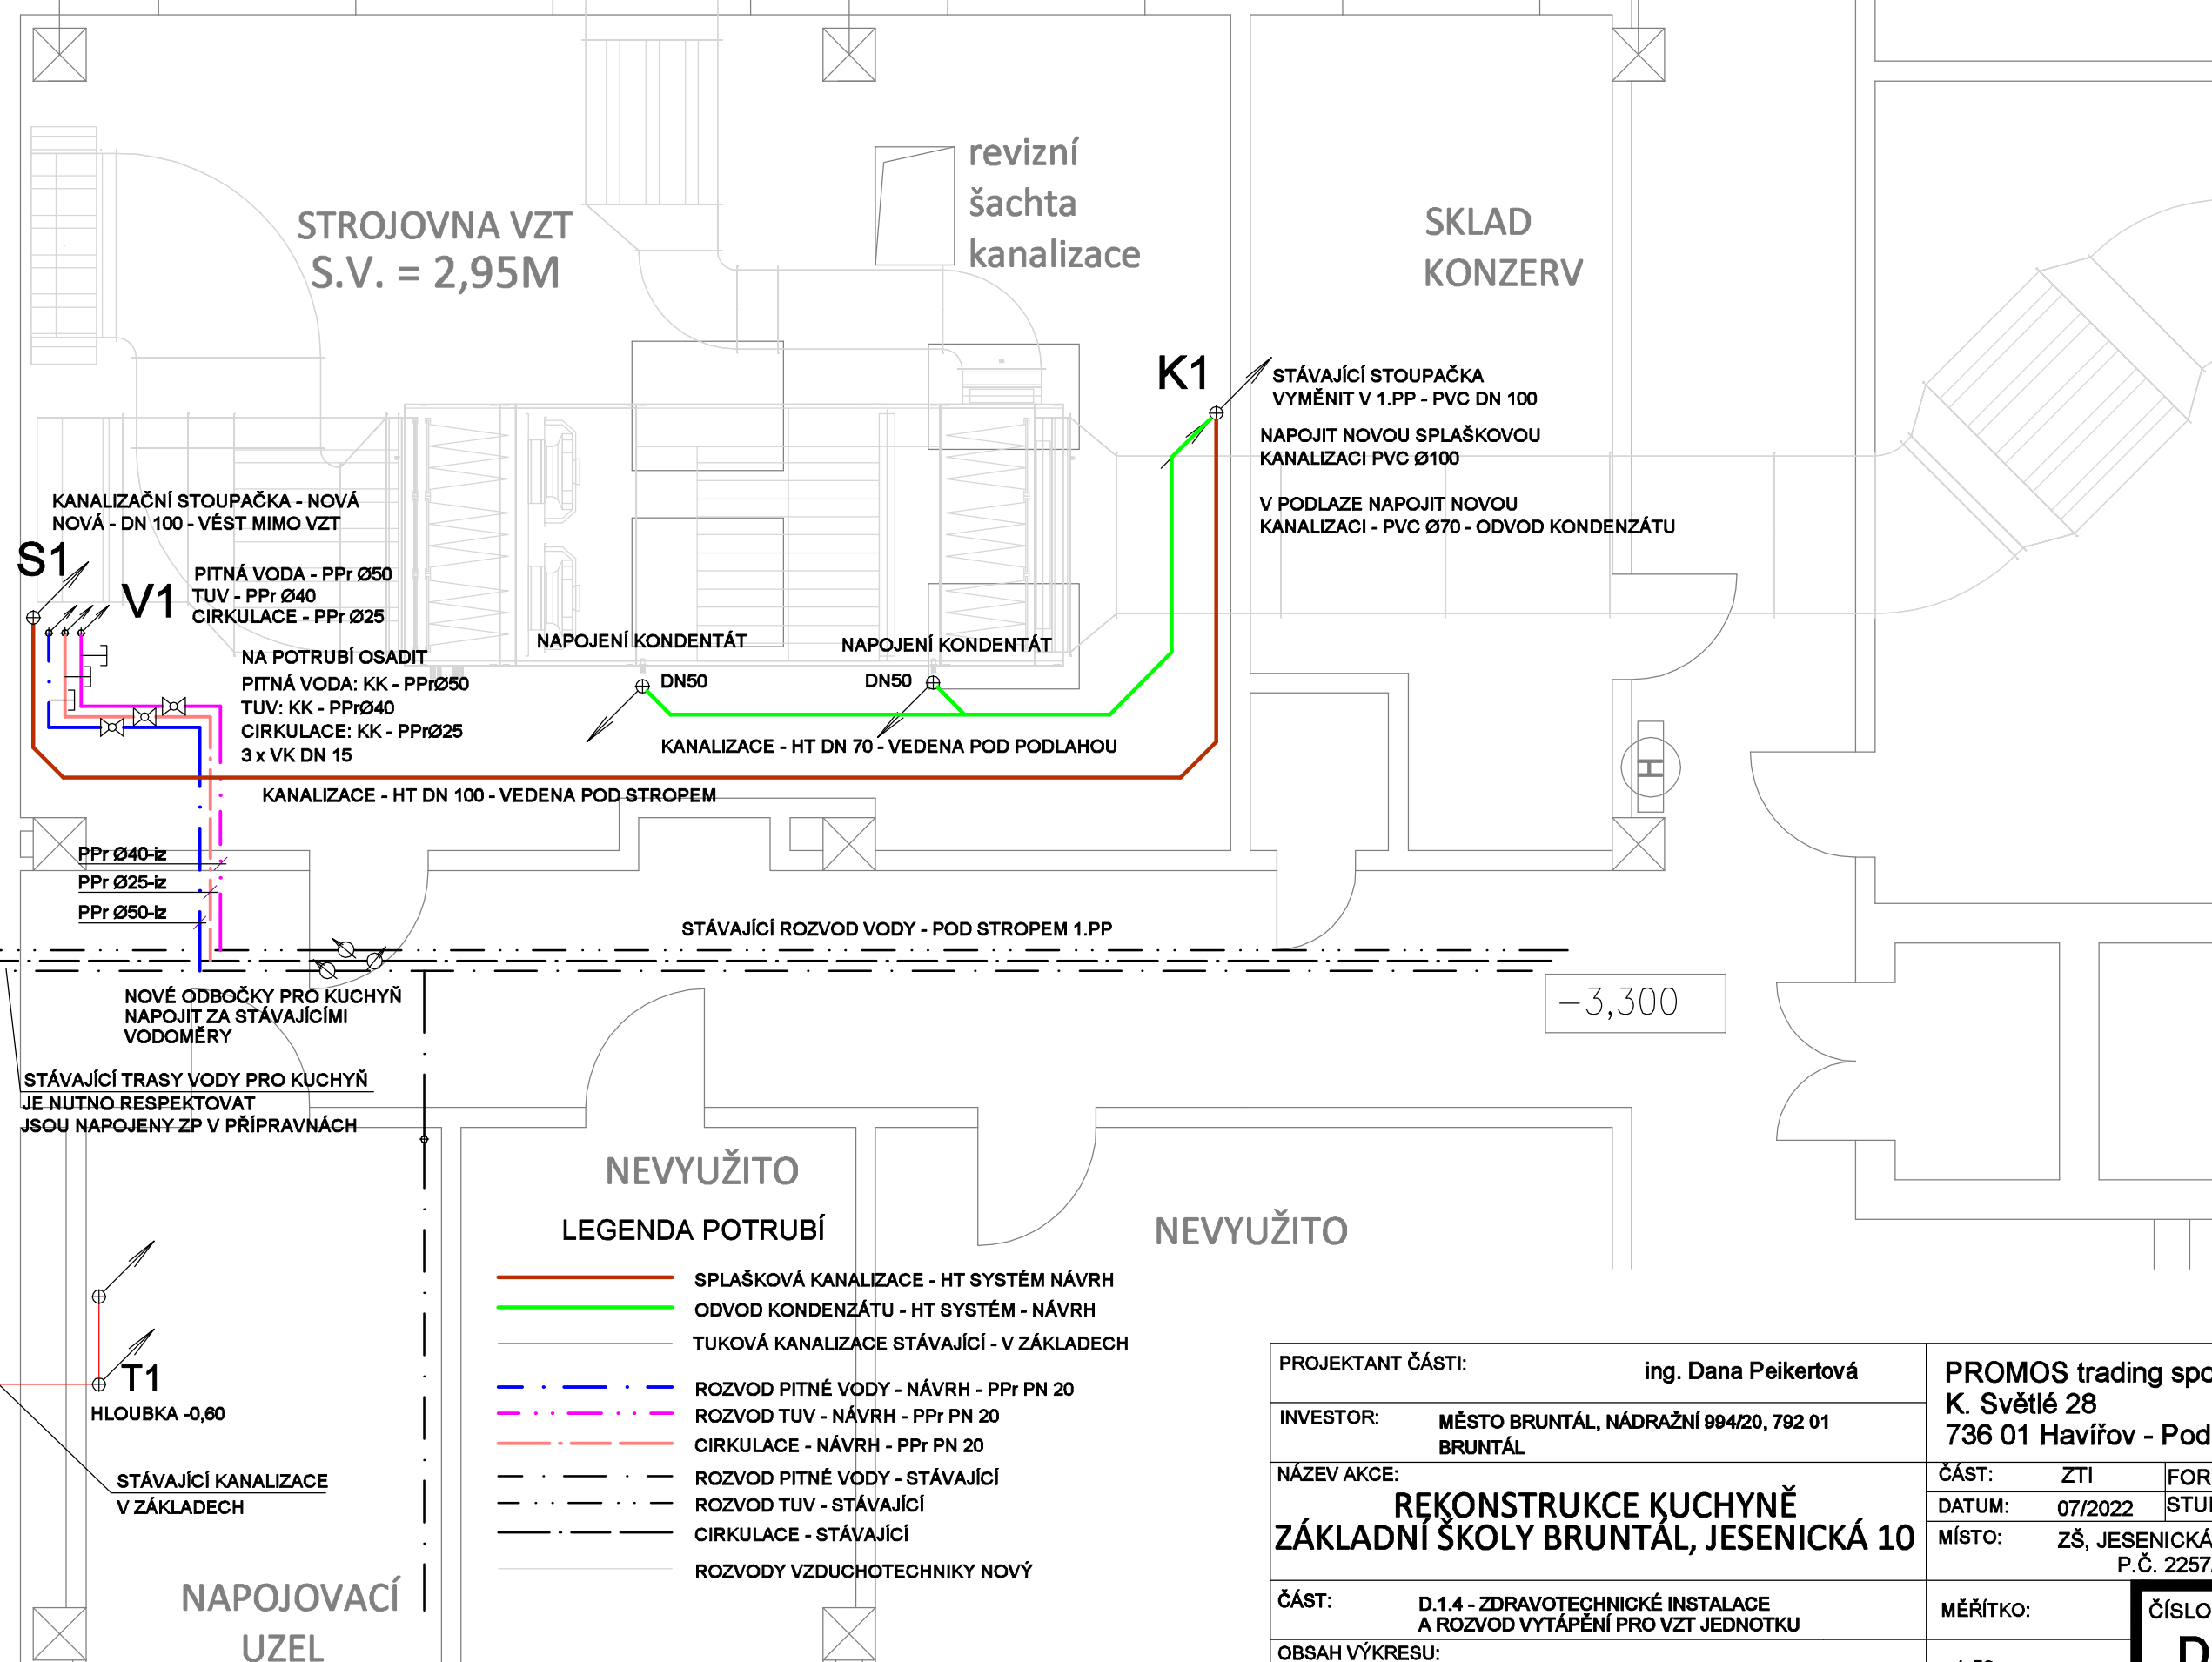 revizní
šachta
kanalizace
STROJOVNA VZT
S.V. = 2,95M
SKLAD
KONZERV
K1
STÁVAJÍCÍ STOUPAČKA
VYMĚNIT V 1.PP - PVC DN 100
NAPOJIT NOVOU SPLAŠKOVOU
KANALIZACI PVC Ø100
V PODLAZE NAPOJIT NOVOU
KANALIZACI - PVC Ø70 - ODVOD KONDENZÁTU
KANALIZAČNÍ STOUPAČKA - NOVÁ
NOVÁ - DN 100 - VÉST MIMO VZT
S1
V1
PITNÁ VODA - PPr Ø50
TUV - PPr Ø40
CIRKULACE - PPr Ø25
NA POTRUBÍ OSADIT
PITNÁ VODA: KK - PPrØ50
TUV: KK - PPrØ40
CIRKULACE: KK - PPrØ25
3 x VK DN 15
NAPOJENÍ KONDENTÁT
DN50
NAPOJENÍ KONDENTÁT
DN50
KANALIZACE - HT DN 70 - VEDENA POD PODLAHOU
KANALIZACE - HT DN 100 - VEDENA POD STROPEM
H
PPr Ø40-iz
PPr Ø25-iz
PPr Ø50-iz
STÁVAJÍCÍ ROZVOD VODY - POD STROPEM 1.PP
-3,300
NOVÉ ODBOČKY PRO KUCHYŇ
NAPOJIT ZA STÁVAJÍCÍMI
VODOMĚRY
STÁVAJÍCÍ TRASY VODY PRO KUCHYŇ
JE NUTNO RESPEKTOVAT
JSOU NAPOJENY ZP V PŘÍPRAVNÁCH
NEVYUŽITO
NEVYUŽITO
LEGENDA POTRUBÍ
SPLAŠKOVÁ KANALIZACE - HT SYSTÉM NÁVRH
ODVOD KONDENZÁTU - HT SYSTÉM - NÁVRH
TUKOVÁ KANALIZACE STÁVAJÍCÍ - V ZÁKLADECH
ROZVOD PITNÉ VODY - NÁVRH - PPr PN 20
ROZVOD TUV - NÁVRH - PPr PN 20
CIRKULACE - NÁVRH - PPr PN 20
ROZVOD PITNÉ VODY - STÁVAJÍCÍ
ROZVOD TUV - STÁVAJÍCÍ
CIRKULACE - STÁVAJÍCÍ
ROZVODY VZDUCHOTECHNIKY NOVÝ
T1
HLOUBKA -0,60
STÁVAJÍCÍ KANALIZACE
V ZÁKLADECH
NAPOJOVACÍ
UZEL
PROJEKTANT ČÁSTI: ing. Dana Peikertová
INVESTOR: MĚSTO BRUNTÁL, NÁDRAŽNÍ 994/20, 792 01
BRUNTÁL
NÁZEV AKCE:
REKONSTRUKCE KUCHYNĚ
ZÁKLADNÍ ŠKOLY BRUNTÁL, JESENICKÁ 10
ČÁST: D.1.4 - ZDRAVOTECHNICKÉ INSTALACE
A ROZVOD VYTÁPĚNÍ PRO VZT JEDNOTKU
OBSAH VÝKRESU:
PROMOS trading spo
K. Světlé 28
736 01 Havířov - Pod
ČÁST: ZTI FOR
DATUM: 07/2022 STU
MÍSTO: ZŠ, JESENICKÁ
P.Č. 2257
MĚŘÍTKO:
ČÍSLO
D